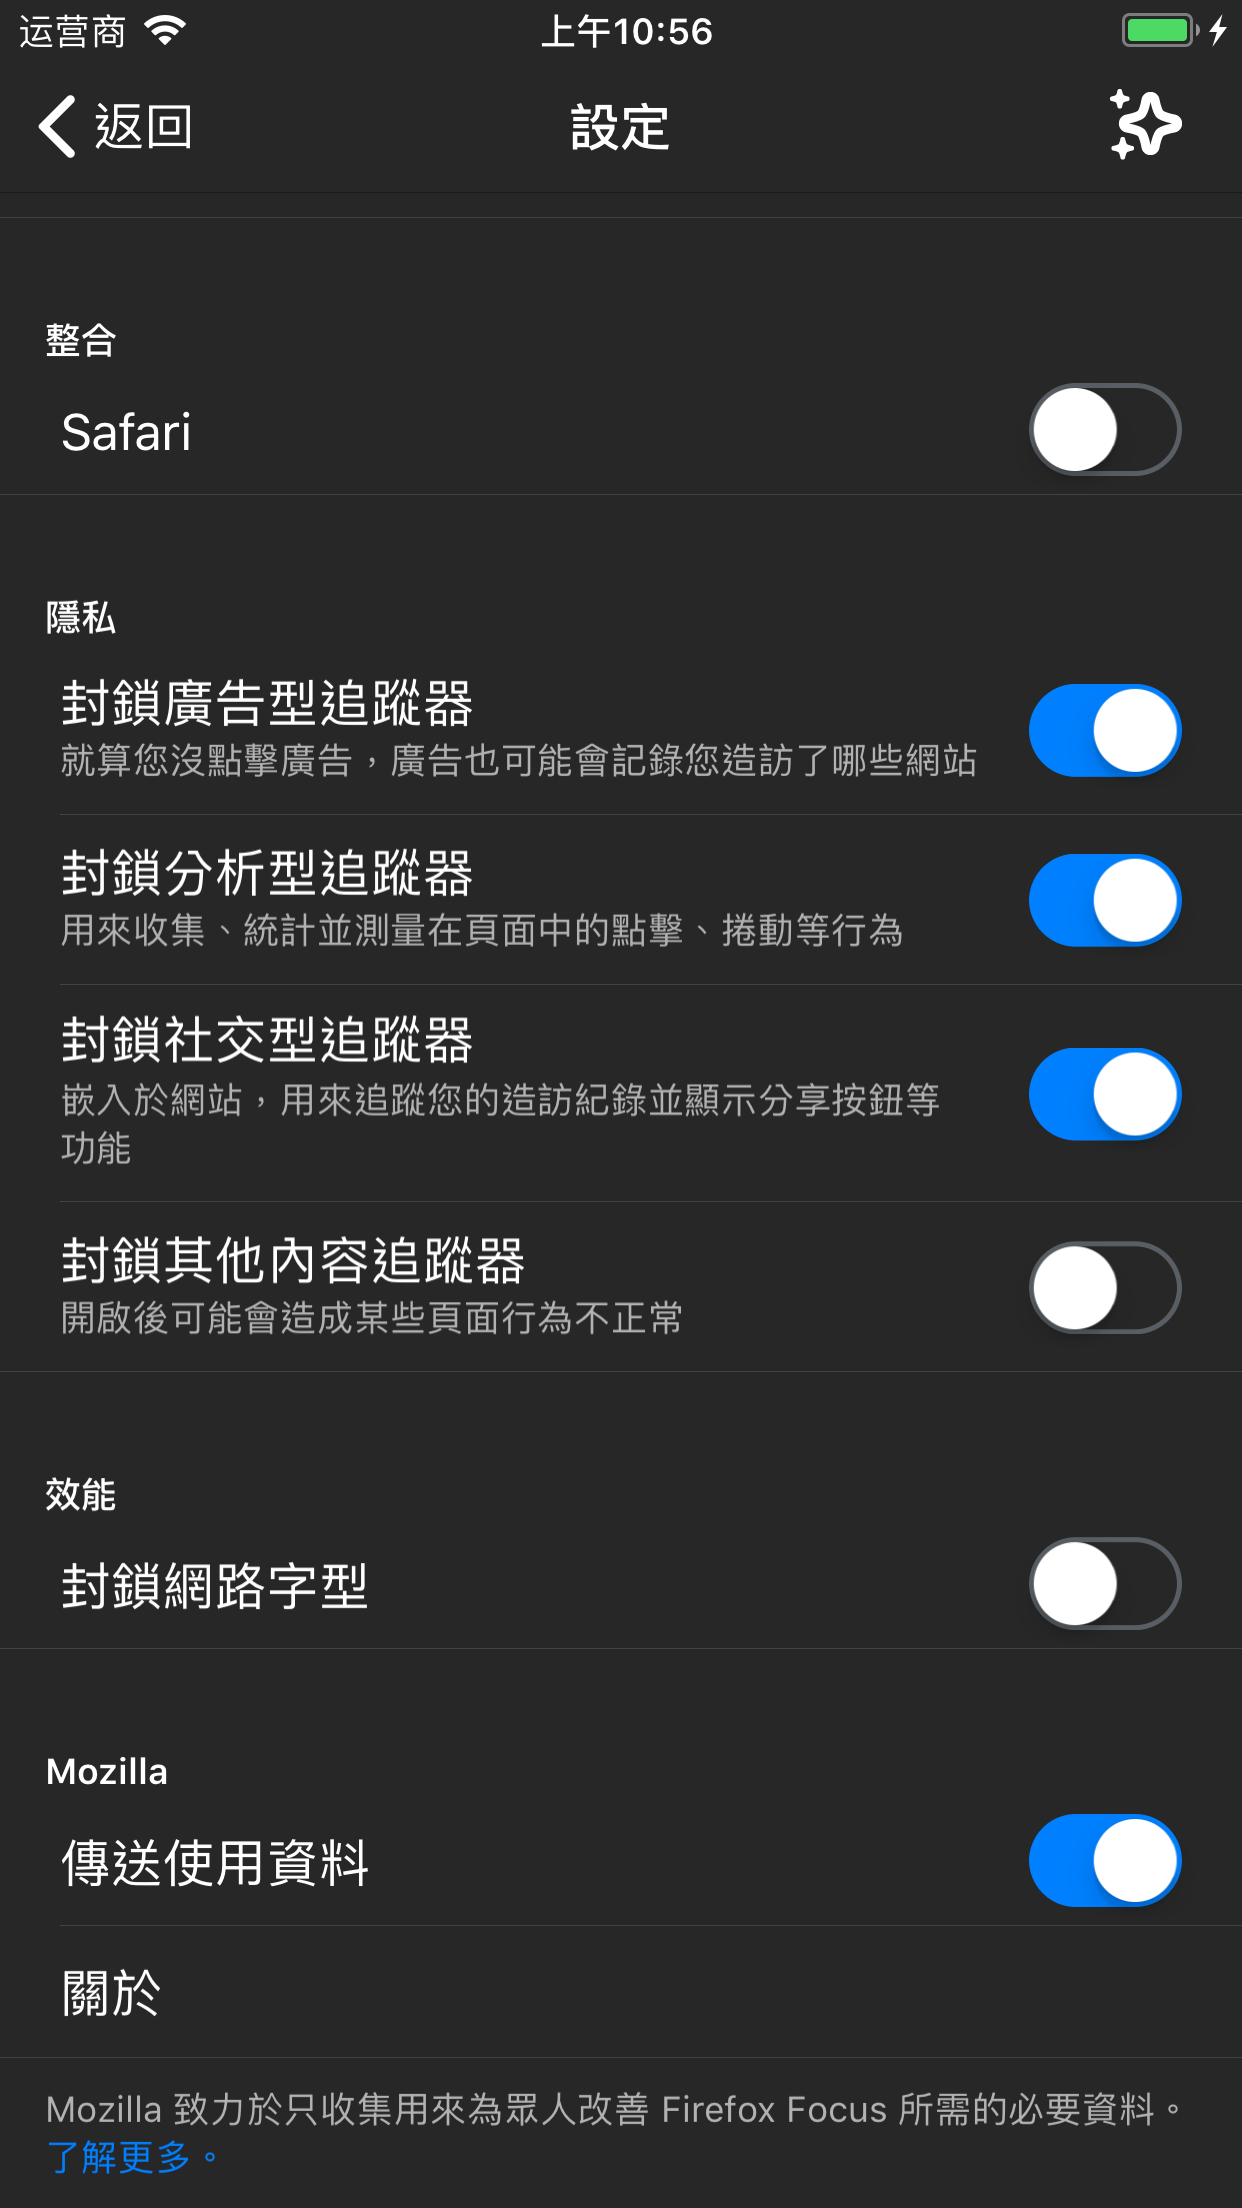 运营商
上午10:56
返回
設定
整合
Safari
隱私
封鎖廣告型追蹤器
就算您沒點擊廣告，廣告也可能會記錄您造訪了哪些網站
封鎖分析型追蹤器
用來收集、統計並測量在頁面中的點擊、捲動等行為
封鎖社交型追蹤器
嵌入於網站，用來追蹤您的造訪紀錄並顯示分享按鈕等
功能
封鎖其他內容追蹤器
開啟後可能會造成某些頁面行為不正常
效能
封鎖網路字型
Mozilla
傳送使用資料
關於
Mozilla 致力於只收集用來為眾人改善 Firefox Focus 所需的必要資料。
了解更多。